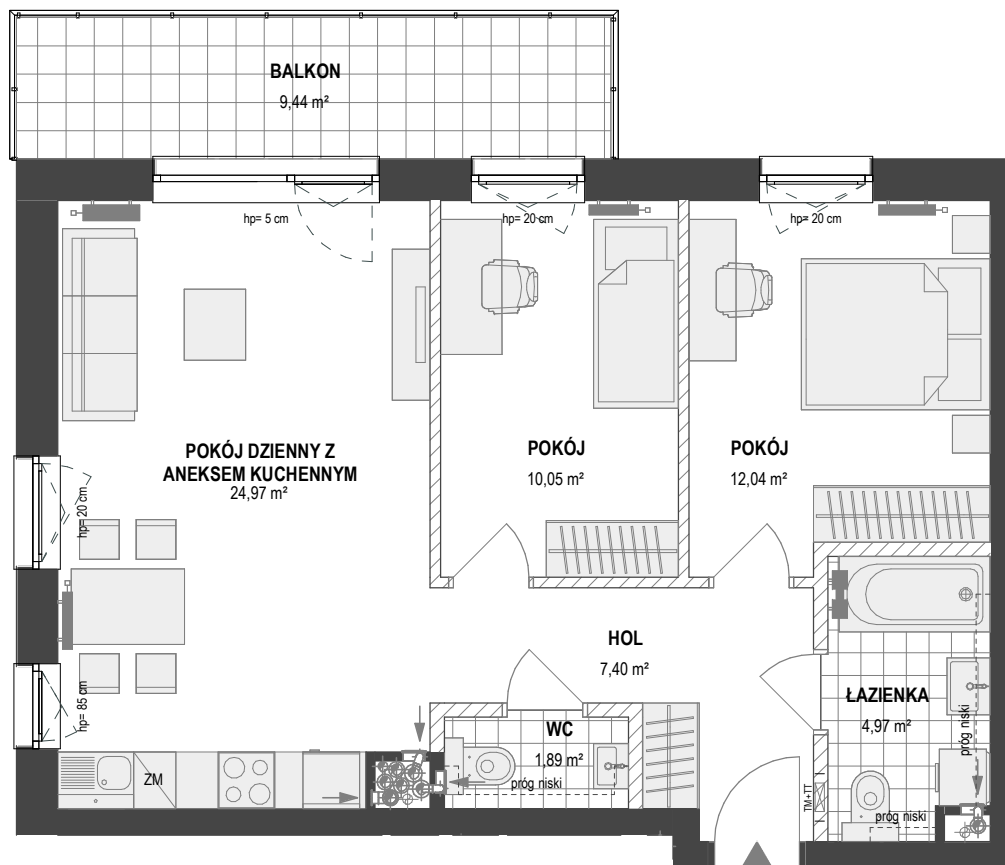 BALKON
9,44 m²
hp= 5 cm
hp= 20 cm
hp= 20 cm
POKÓJ DZIENNY Z
ANEKSEM KUCHENNYM
24,97 m²
POKÓJ
10,05 m²
POKÓJ
12,04 m²
hp= 20 cm
HOL
7,40 m²
hp= 85 cm
ŁAZIENKA
4,97 m²
próg niski
WC
1,89 m²
próg niski
ZM
TM+TT
próg niski